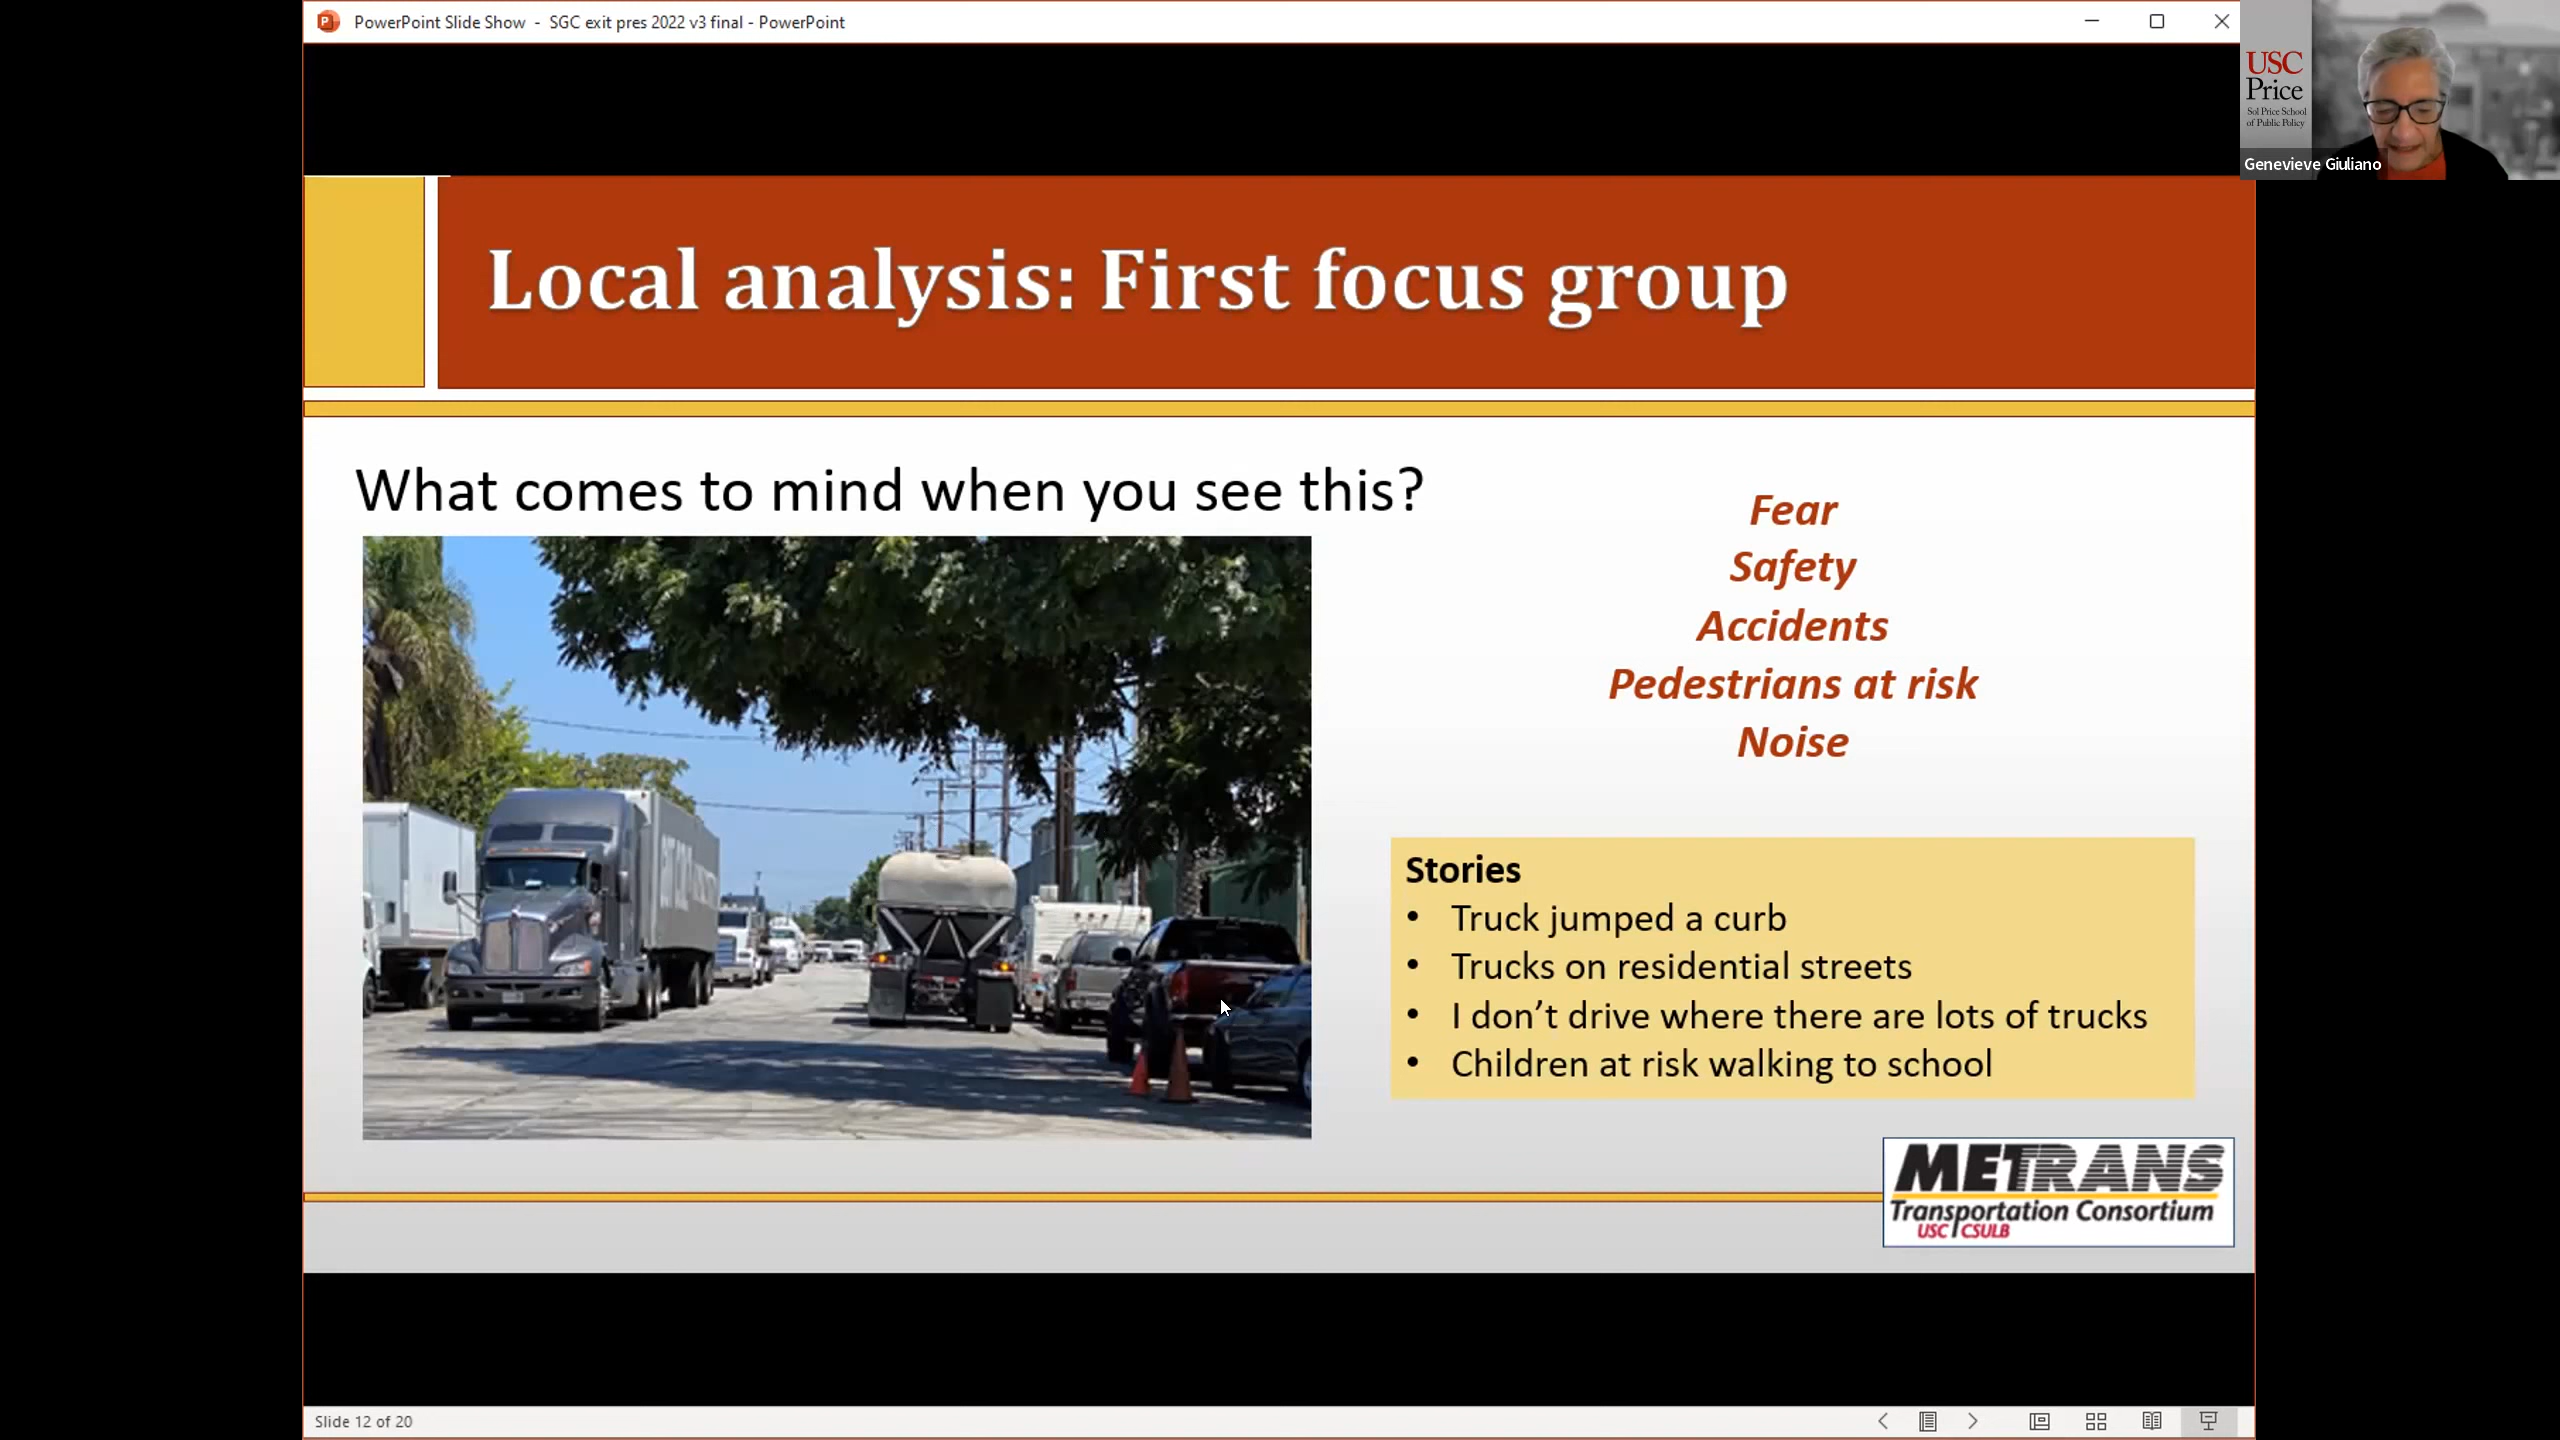 PowerPoint Slide Show - SGC exit pres 2022 v3 final - PowerPoint
USC
Price
Sol Price School
of Public Policy
Genevieve Giuliano
Local analysis: First focus group
What comes to mind when you see this?
Fear
Safety
Accidents
Pedestrians at risk
Noise
Stories
• Truck jumped a curb
• Trucks on residential streets
• I don’t drive where there are lots of trucks
• Children at risk walking to school
METRANS
Transportation Consortium
USC CSULB
Slide 12 of 20